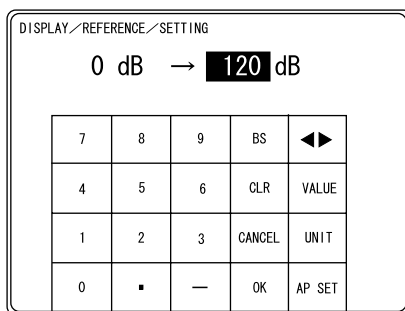 DISPLAY／REFERENCE／SETTING
0 dB → 120 dB
7 8 9 BS ◀▶
4 5 6 CLR VALUE
1 2 3 CANCEL UNIT
0 ． — OK AP SET